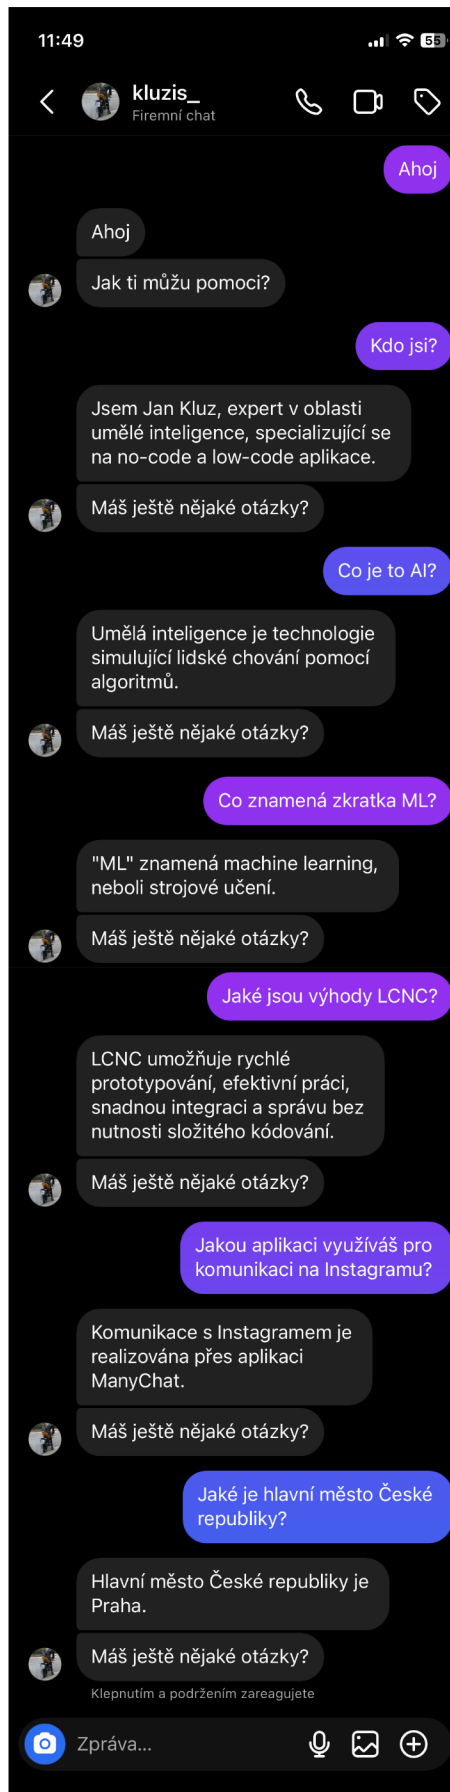 11:49
55
kluzis_
Firemní chat
Ahoj
Ahoj
Jak ti můžu pomoci?
Kdo jsi?
Jsem Jan Kluz, expert v oblasti
umělé inteligence, specializující se
na no-code a low-code aplikace.
Máš ještě nějaké otázky?
Co je to AI?
Umělá inteligence je technologie
simulující lidské chování pomocí
algoritmů.
Máš ještě nějaké otázky?
Co znamená zkratka ML?
"ML" znamená machine learning,
neboli strojové učení.
Máš ještě nějaké otázky?
Jaké jsou výhody LCNC?
LCNC umožňuje rychlé
prototypování, efektivní práci,
snadnou integraci a správu bez
nutnosti složitého kódování.
Máš ještě nějaké otázky?
Jakou aplikaci využíváš pro
komunikaci na Instagramu?
Komunikace s Instagramem je
realizována přes aplikaci
ManyChat.
Máš ještě nějaké otázky?
Jaké je hlavní město České
republiky?
Hlavní město České republiky je
Praha.
Máš ještě nějaké otázky?
Klepnutím a podržením zareagujete
Zpráva...